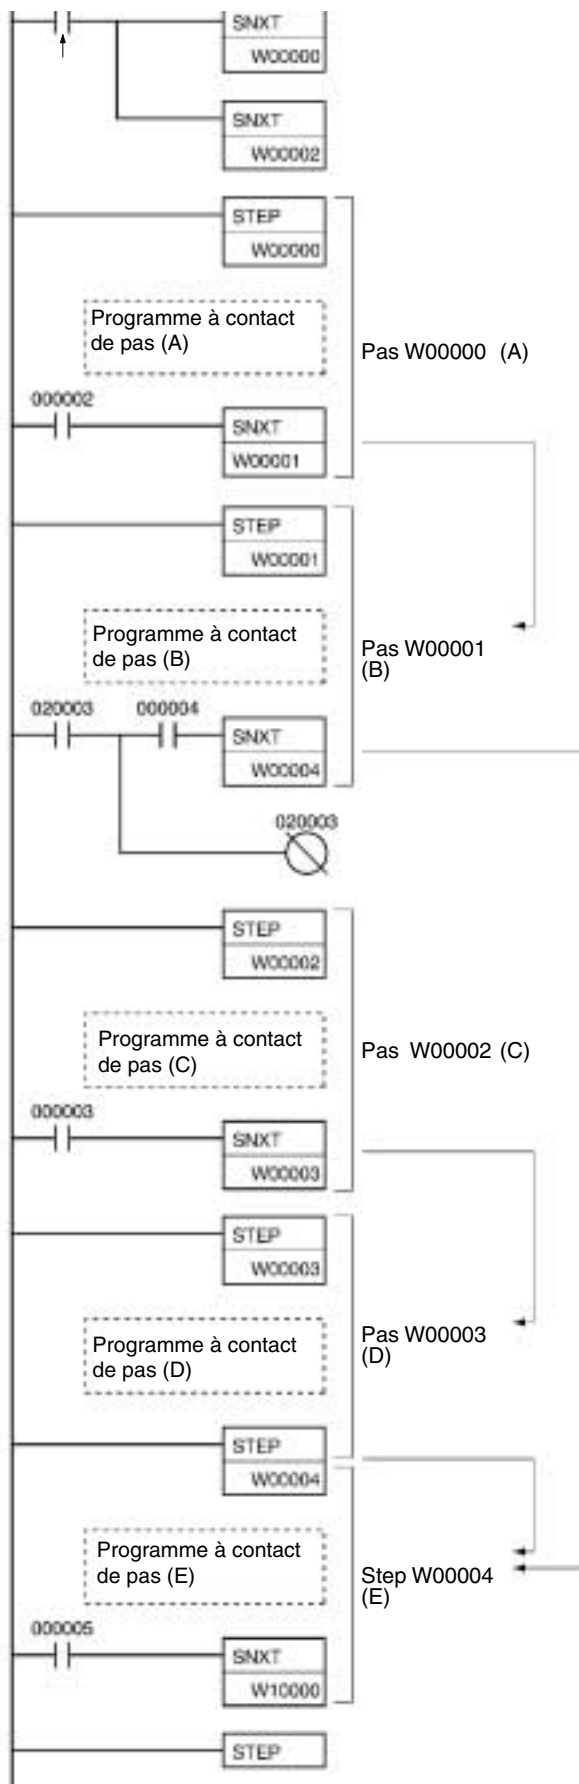 SNXT
W00000
SNXT
W00002
STEP
W00000
Programme à contact
de pas (A)
Pas W00000 (A)
000002
SNXT
W00001
STEP
W00001
Programme à contact
de pas (B)
Pas W00001
(B)
020003 000004
SNXT
W00004
020003
STEP
W00002
Programme à contact
de pas (C)
Pas W00002 (C)
000003
SNXT
W00003
STEP
W00003
Programme à contact
de pas (D)
Pas W00003
(D)
STEP
W00004
Programme à contact
de pas (E)
Step W00004
(E)
000005
SNXT
W10000
STEP